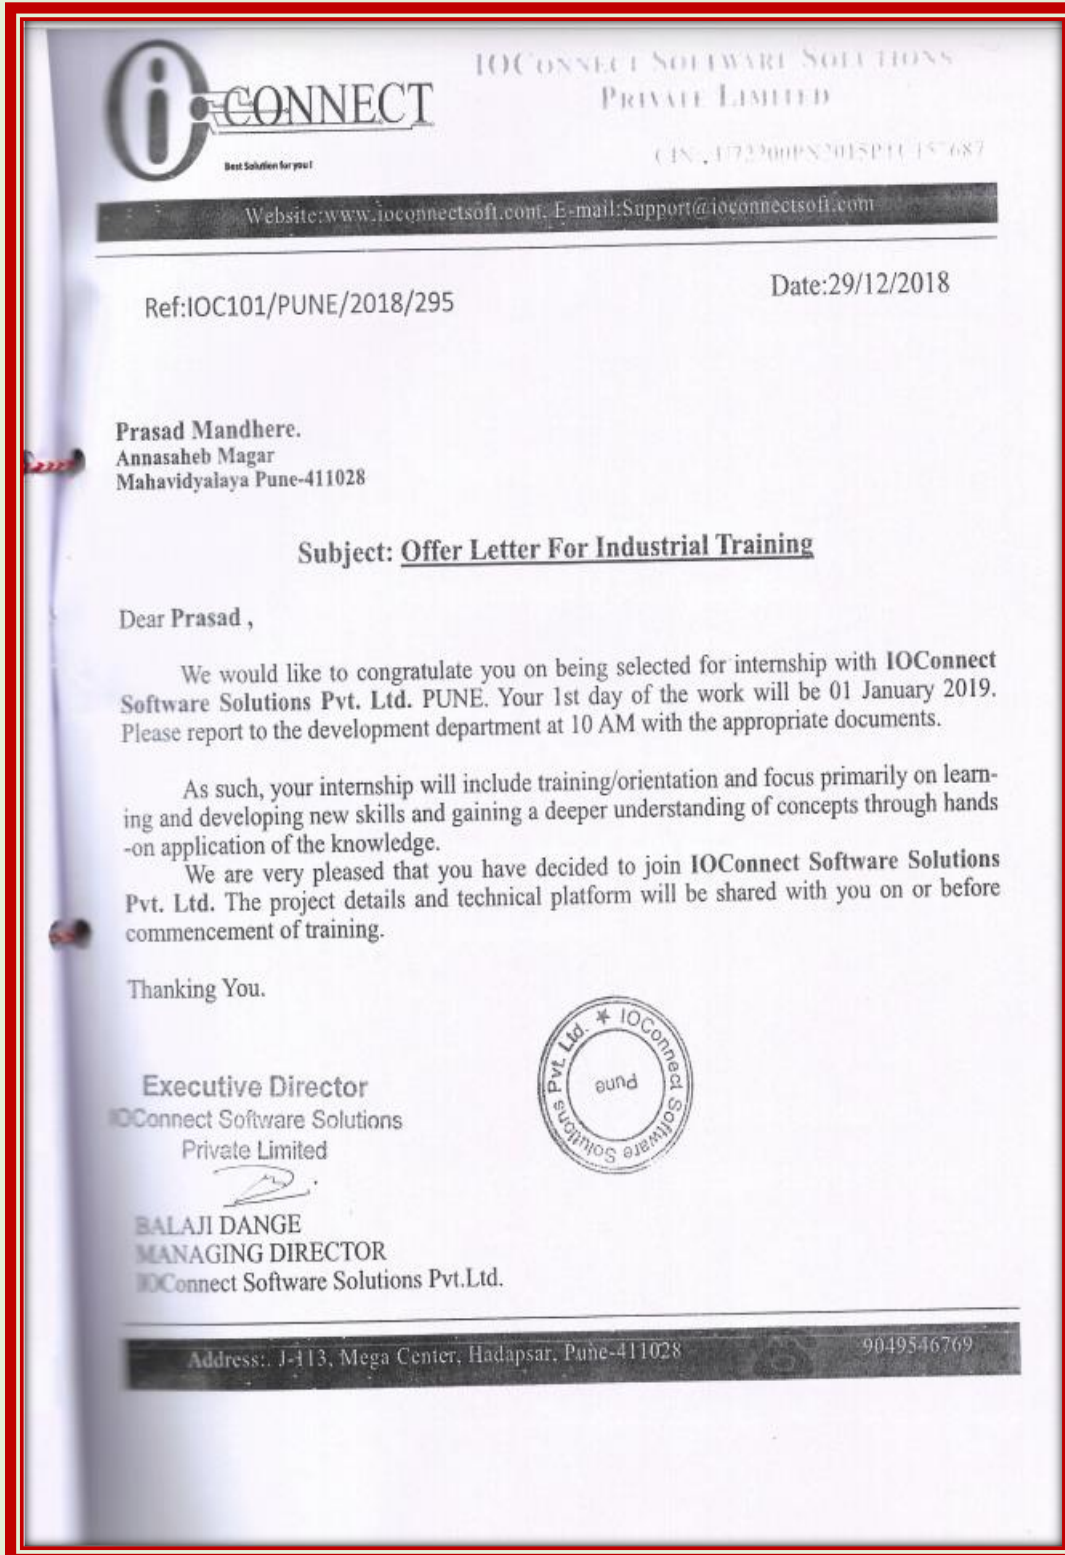 i CONNECT
Best Solution for you !
IOConnect Software Solutions
Private Limited
Website:www.ioconnectsoft.com, E-mail:Support@ioconnectsoft.com
Ref:IOC101/PUNE/2018/295
Date:29/12/2018
Prasad Mandhere.
Annasaheb Magar
Mahavidyalaya Pune-411028
Subject: Offer Letter For Industrial Training
Dear Prasad ,
We would like to congratulate you on being selected for internship with IOConnect
Software Solutions Pvt. Ltd. PUNE. Your 1st day of the work will be 01 January 2019.
Please report to the development department at 10 AM with the appropriate documents.
As such, your internship will include training/orientation and focus primarily on learn-
ing and developing new skills and gaining a deeper understanding of concepts through hands
-on application of the knowledge.
We are very pleased that you have decided to join IOConnect Software Solutions
Pvt. Ltd. The project details and technical platform will be shared with you on or before
commencement of training.
Thanking You.
IOConnect Software Solutions Pvt. Ltd. *
Pune
Executive Director
IOConnect Software Solutions
Private Limited
BALAJI DANGE
MANAGING DIRECTOR
IOConnect Software Solutions Pvt.Ltd.
Address:. J-113, Mega Center, Hadapsar, Pune-411028
9049546769